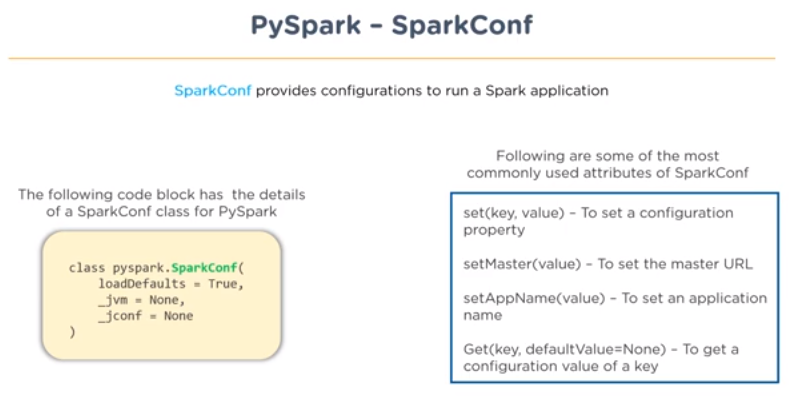 PySpark – SparkConf
SparkConf provides configurations to run a Spark application
The following code block has the details
of a SparkConf class for PySpark
class pyspark.SparkConf(
loadDefaults = True,
_jvm = None,
_jconf = None
)
Following are some of the most
commonly used attributes of SparkConf
set(key, value) – To set a configuration
property
setMaster(value) – To set the master URL
setAppName(value) – To set an application
name
Get(key, defaultValue=None) – To get a
configuration value of a key